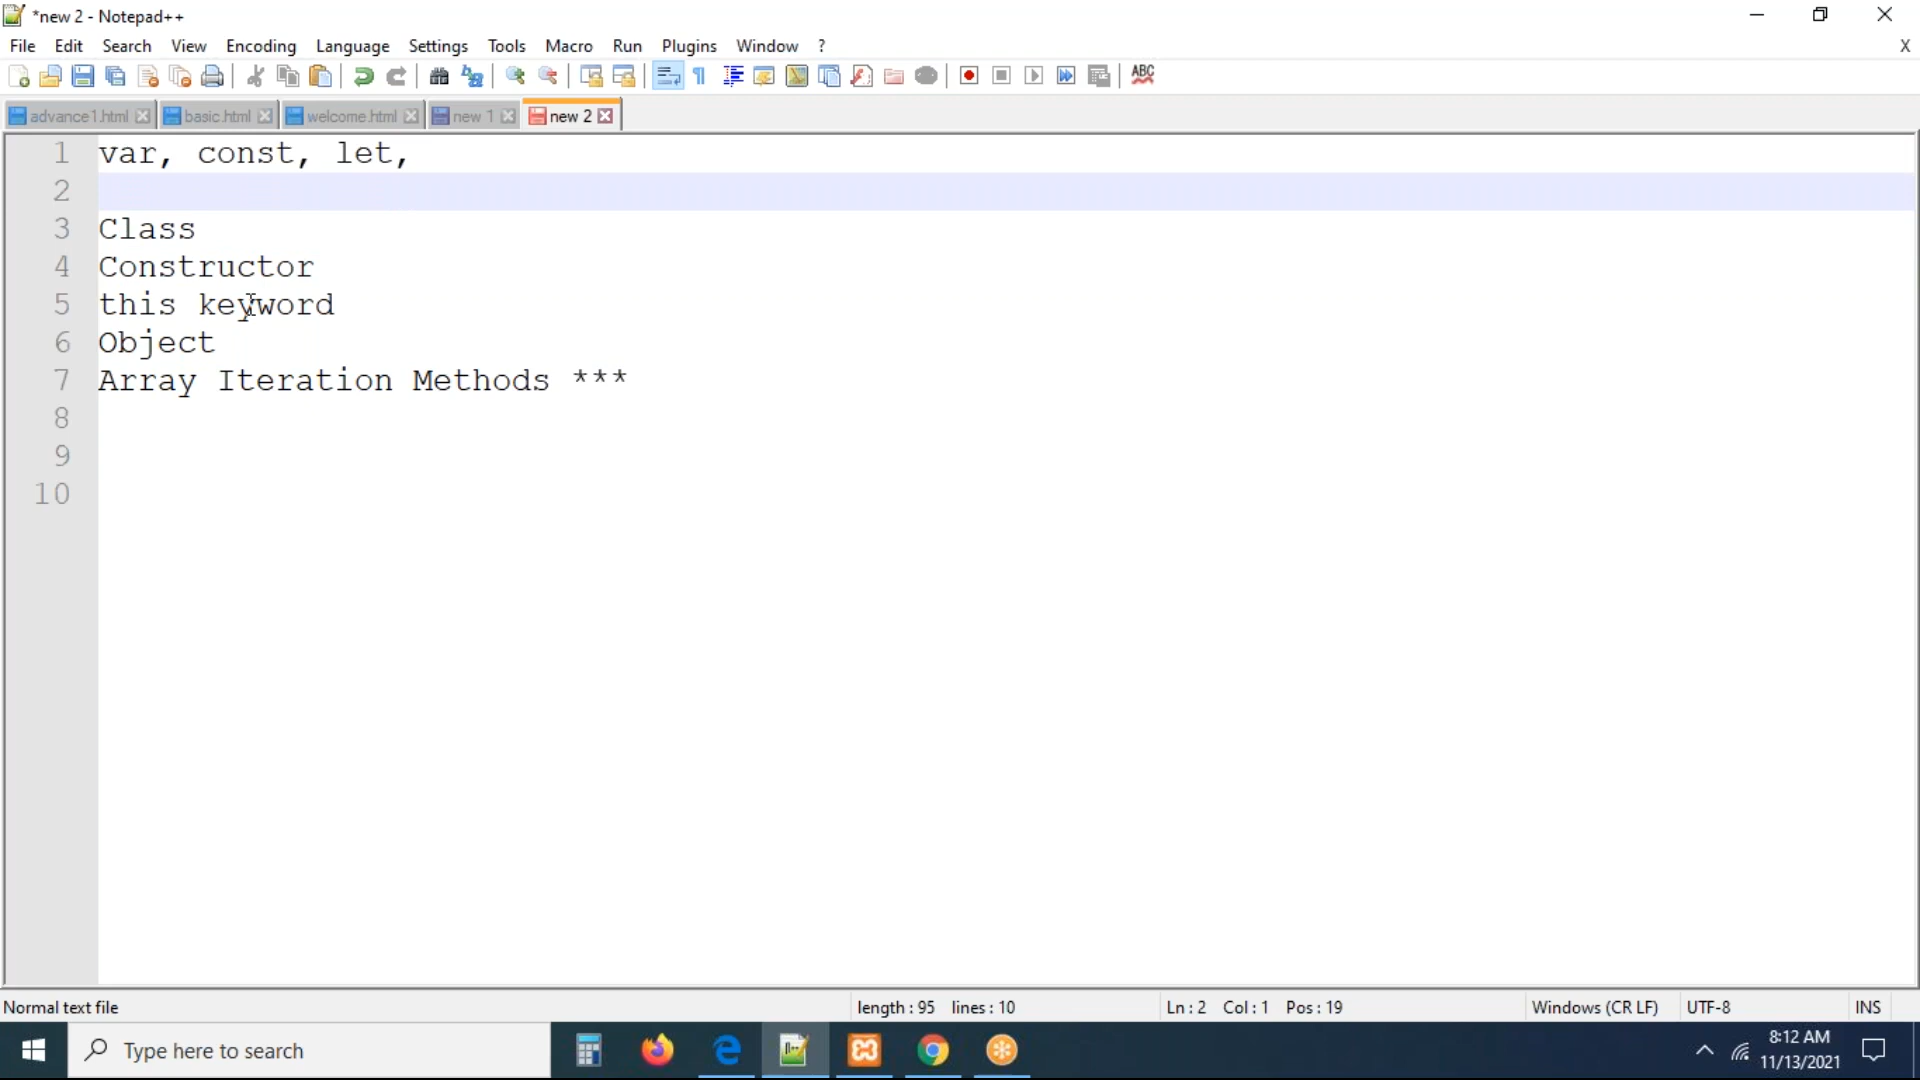 *new 2 - Notepad++
File Edit Search View Encoding Language Settings Tools Macro Run Plugins Window ? X
ABC
advance1.html basic.html welcome.html new 1 new 2
1 var, const, let,
2
3 Class
4 Constructor
5 this keyword
6 Object
7 Array Iteration Methods ***
8
9
10
Normal text file length : 95 lines : 10 Ln : 2 Col : 1 Pos : 19 Windows (CR LF) UTF-8 INS
Type here to search
8:12 AM
11/13/2021